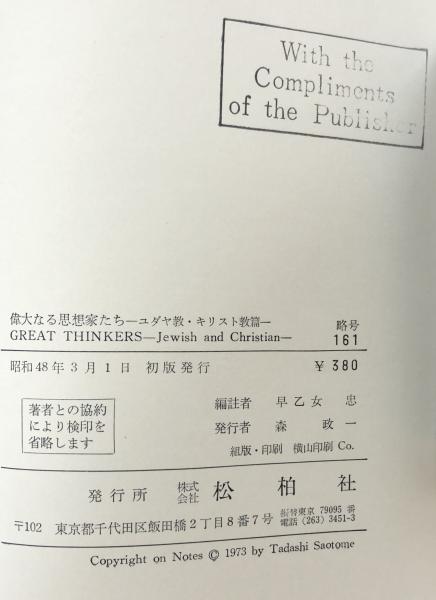 With the
Compliments
of the Publisher
偉大なる思想家たち—ユダヤ教・キリスト教篇— 略号
GREAT THINKERS—Jewish and Christian— 161
昭和48年3月1日 初版発行 ¥380
著者との協約
により検印を
省略します
編註者 早乙女 忠
発行者 森 政一
組版・印刷 横山印刷 Co.
発行所 株式会社 松柏社
〒102 東京都千代田区飯田橋2丁目8番7号 振替東京 79095 番
電話 (263) 3451-3
Copyright on Notes © 1973 by Tadashi Saotome